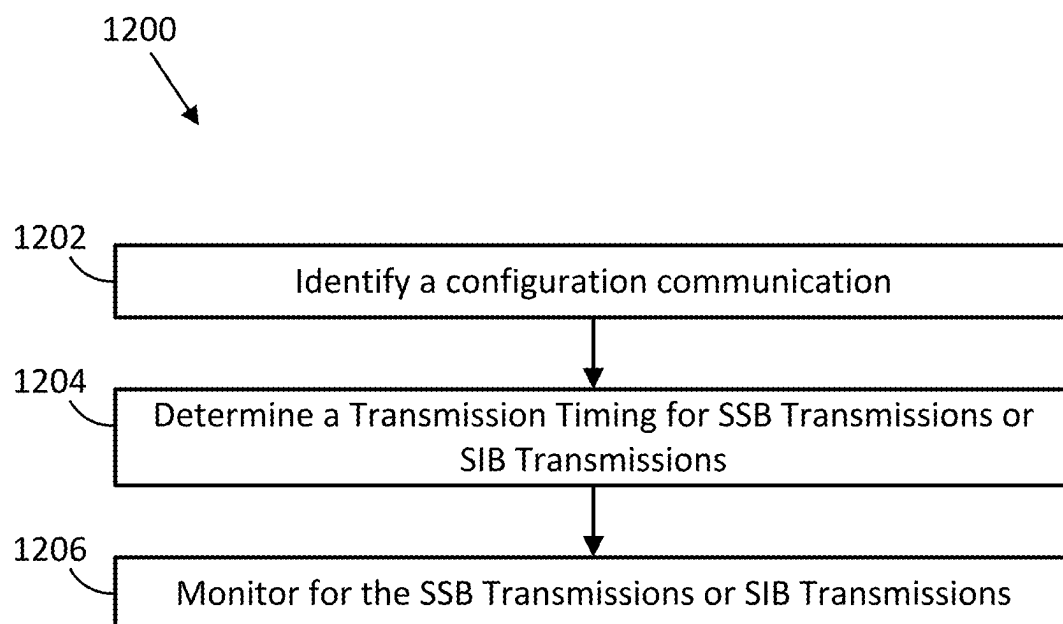 1200
1202
Identify a configuration communication
1204
Determine a Transmission Timing for SSB Transmissions or
SIB Transmissions
1206
Monitor for the SSB Transmissions or SIB Transmissions